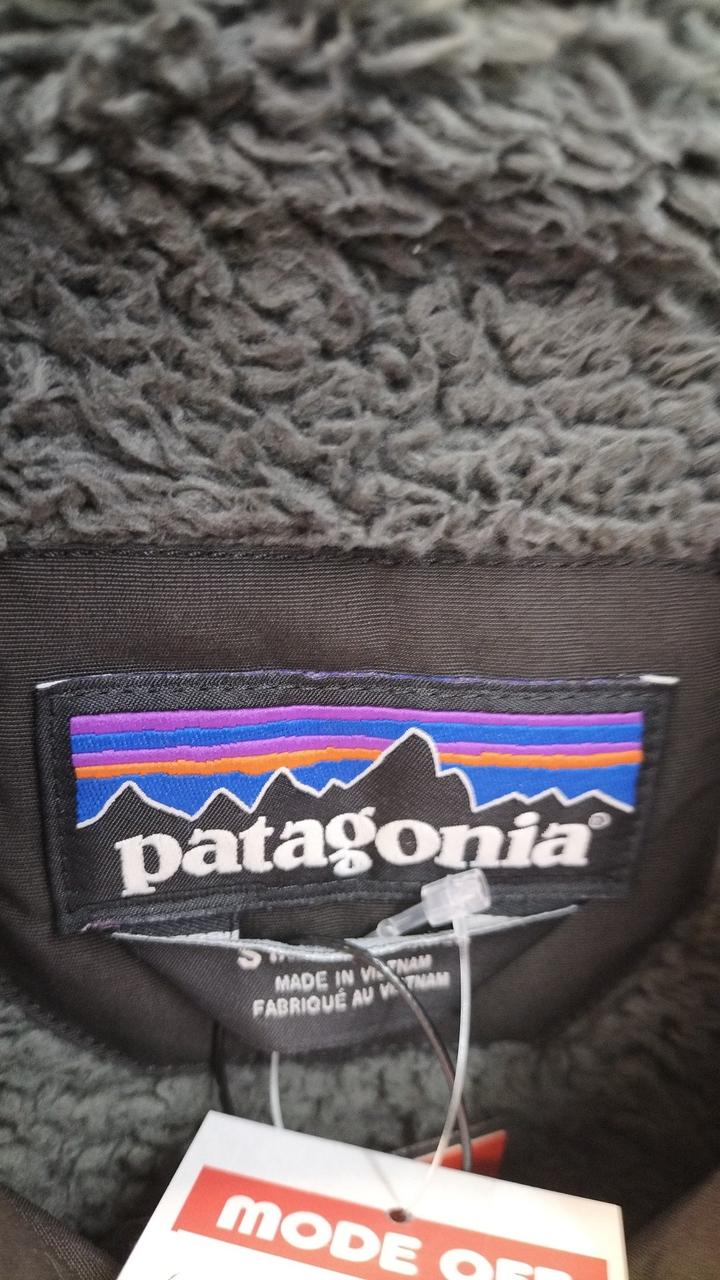 patagonia®
S
MADE IN VIETNAM
FABRIQUÉ AU VIETNAM
MODE OFF